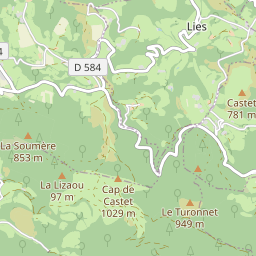 Lies
4
D 584
Castet
781 m
La Soumère
853 m
La Lizaou
97 m
Cap de
Castet
1029 m
Le Turonnet
949 m